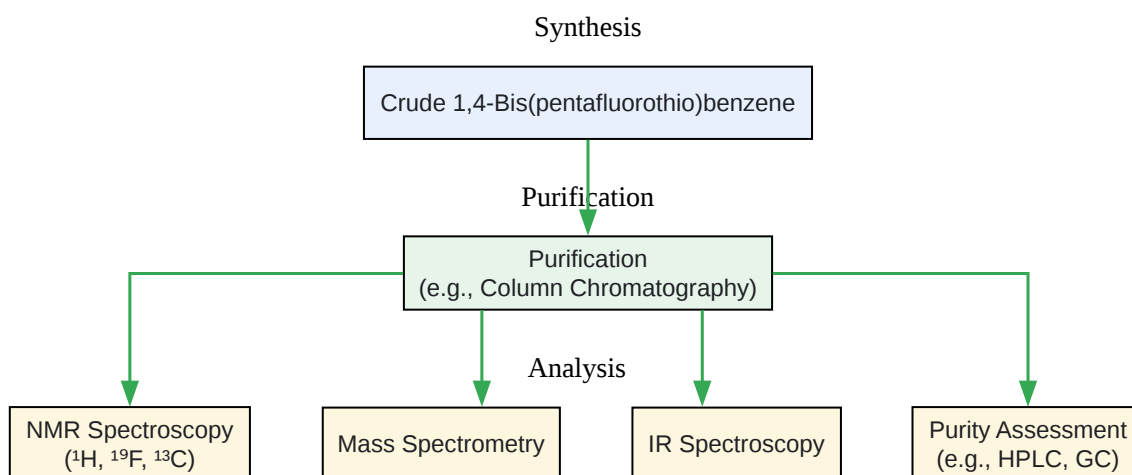 Synthesis
Crude 1,4-Bis(pentafluorothio)benzene
Purification
Purification
(e.g., Column Chromatography)
Analysis
NMR Spectroscopy
(¹H, ¹⁹F, ¹³C)
Mass Spectrometry
IR Spectroscopy
Purity Assessment
(e.g., HPLC, GC)